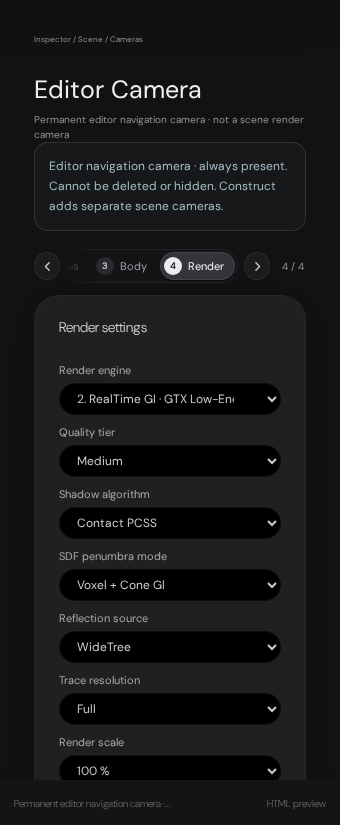 Inspector / Scene / Cameras
Editor Camera
Permanent editor navigation camera · not a scene render
camera
Editor navigation camera · always present.
Cannot be deleted or hidden. Construct
adds separate scene cameras.
us 3 Body 4 Render 4 / 4
Render settings
Render engine
2. RealTime GI · GTX Low-En
Quality tier
Medium
Shadow algorithm
Contact PCSS
SDF penumbra mode
Voxel + Cone GI
Reflection source
WideTree
Trace resolution
Full
Render scale
100 %
Permanent editor navigation camera ·... HTML preview